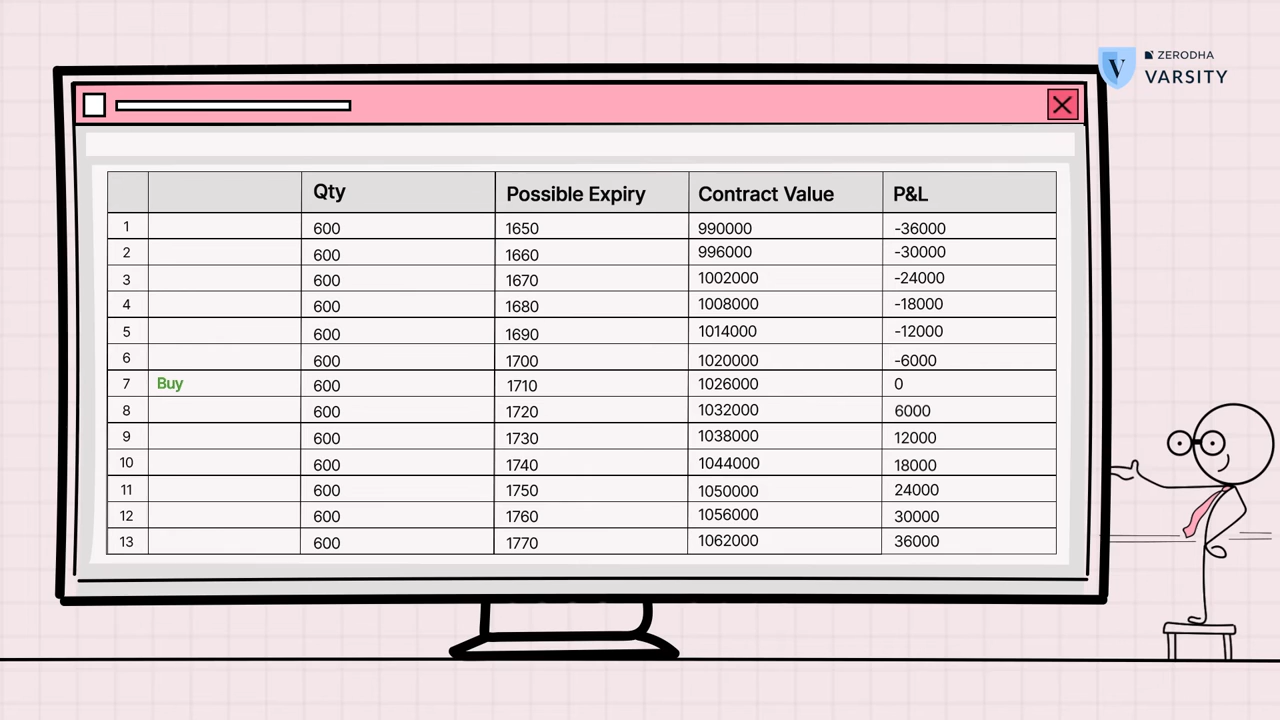 ZERODHA
V VARSITY
Qty Possible Expiry Contract Value P&L
1 600 1650 990000 -36000
2 600 1660 996000 -30000
3 600 1670 1002000 -24000
4 600 1680 1008000 -18000
5 600 1690 1014000 -12000
6 600 1700 1020000 -6000
7 Buy 600 1710 1026000 0
8 600 1720 1032000 6000
9 600 1730 1038000 12000
10 600 1740 1044000 18000
11 600 1750 1050000 24000
12 600 1760 1056000 30000
13 600 1770 1062000 36000